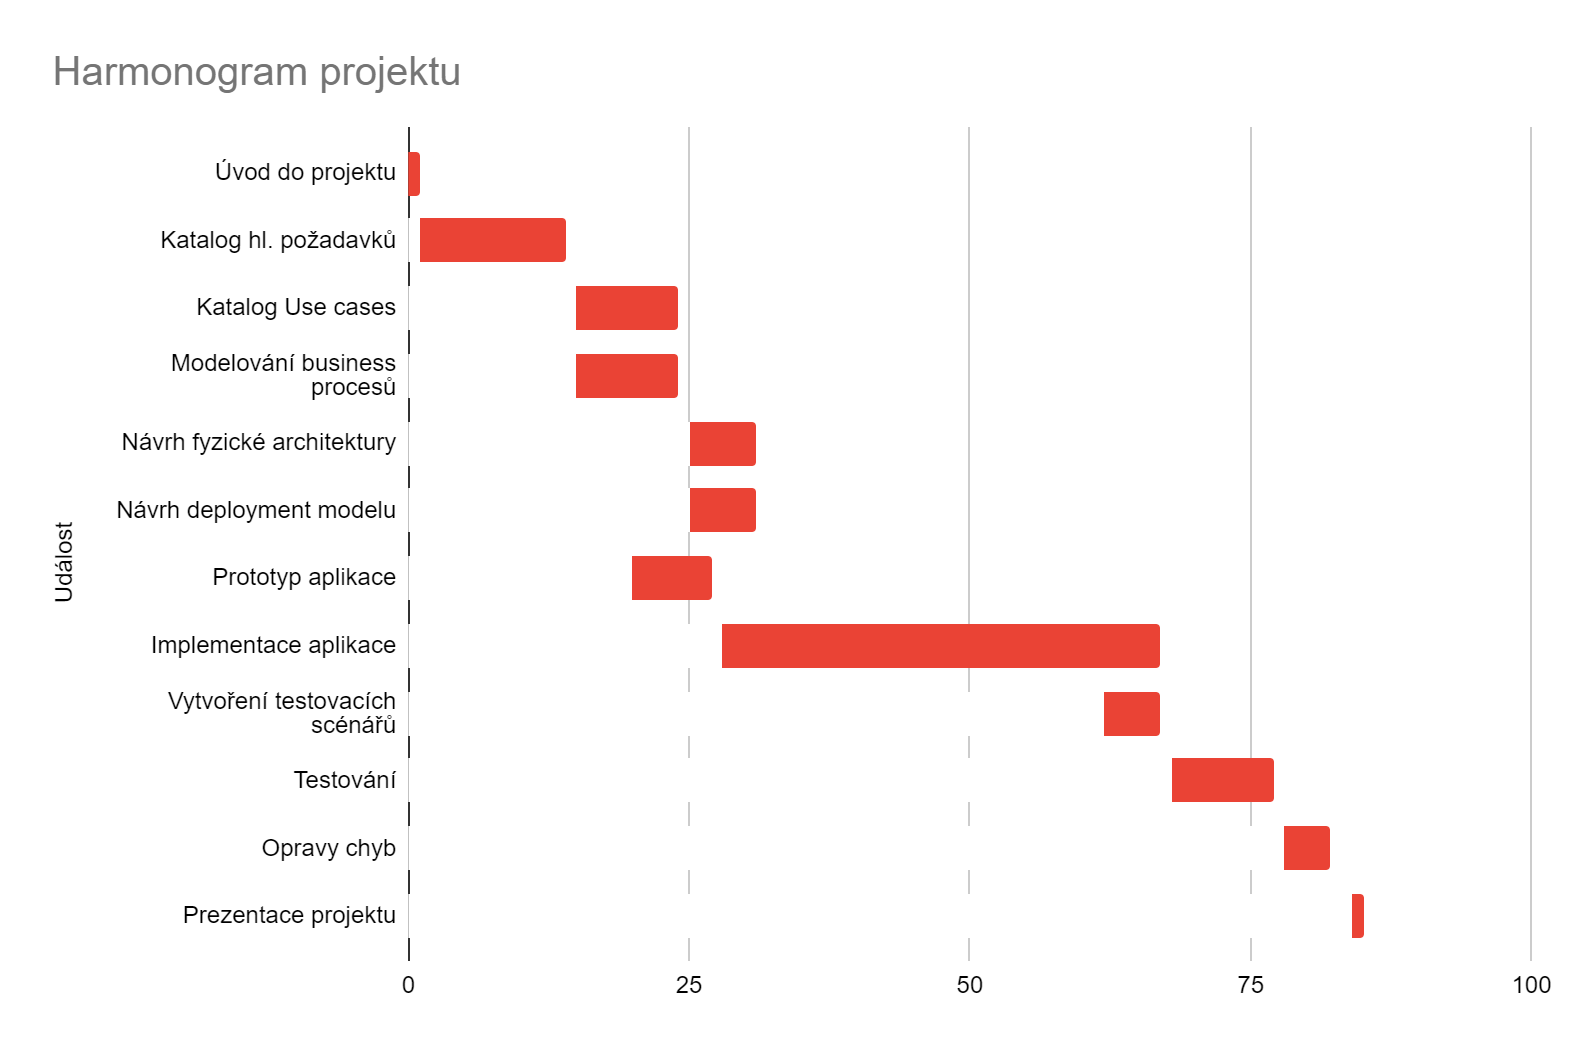 Harmonogram projektu
Úvod do projektu
Katalog hl. požadavků
Katalog Use cases
Modelování business
procesů
Návrh fyzické architektury
Návrh deployment modelu
Prototyp aplikace
Implementace aplikace
Vytvoření testovacích
scénářů
Testování
Opravy chyb
Prezentace projektu
Událost
0 25 50 75 100